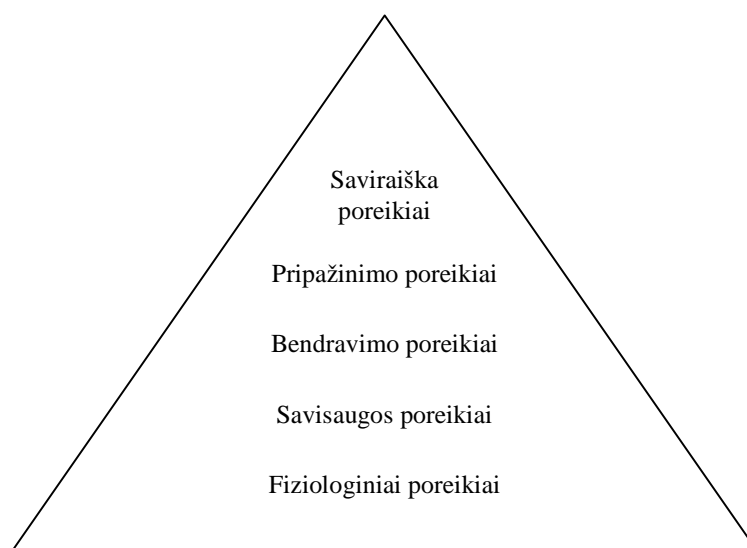 Saviraiška
poreikiai
Pripažinimo poreikiai
Bendravimo poreikiai
Savisaugos poreikiai
Fiziologiniai poreikiai